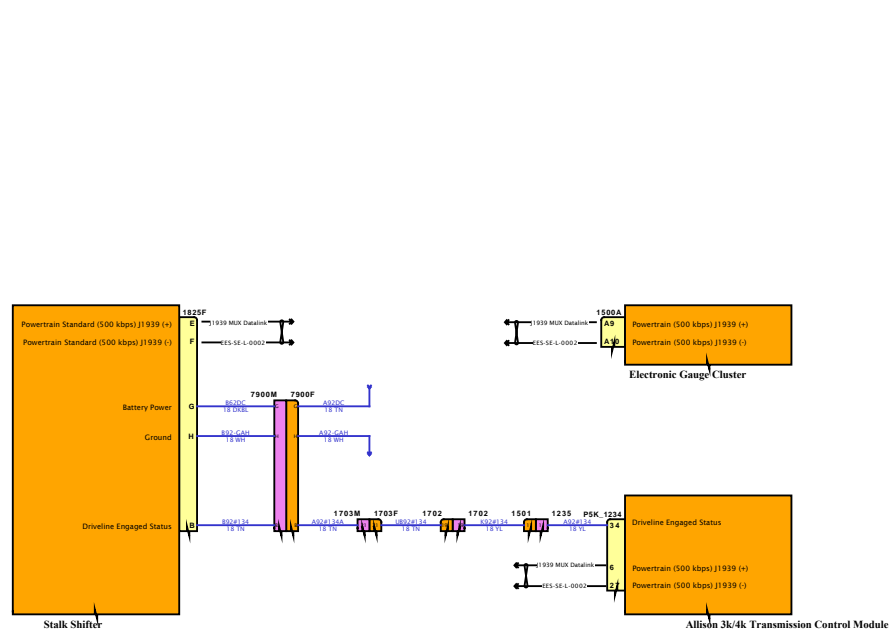 1825F
1500A
Powertrain Standard (500 kbps) J1939 (+)
E
J1939 MUX Datalink
J1939 MUX Datalink
A9
Powertrain (500 kbps) J1939 (+)
Powertrain Standard (500 kbps) J1939 (-)
F
EES-SE-L-0002
EES-SE-L-0002
A10
Powertrain (500 kbps) J1939 (-)
Electronic Gauge Cluster
7900M
7900F
Battery Power
G
B62DC
18 DKBL
A92DC
18 TN
Ground
H
B92-GAH
18 WH
A92-GAH
18 WH
1703M
1703F
1702
1702
1501
1235
P5K_1234
Driveline Engaged Status
B
B92#134
18 TN
A92#134A
18 TN
UB92#134
18 TN
K92#134
18 YL
A92#134
18 YL
34
Driveline Engaged Status
J1939 MUX Datalink
6
Powertrain (500 kbps) J1939 (+)
EES-SE-L-0002
27
Powertrain (500 kbps) J1939 (-)
Stalk Shifter
Allison 3k/4k Transmission Control Module